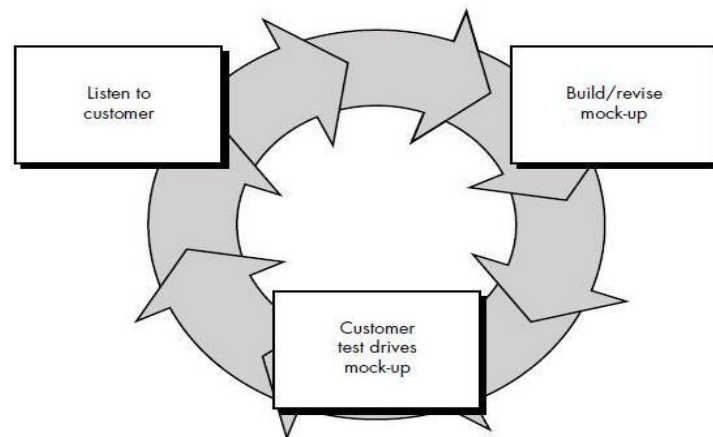 Listen to
customer
Build/revise
mock-up
Customer
test drives
mock-up